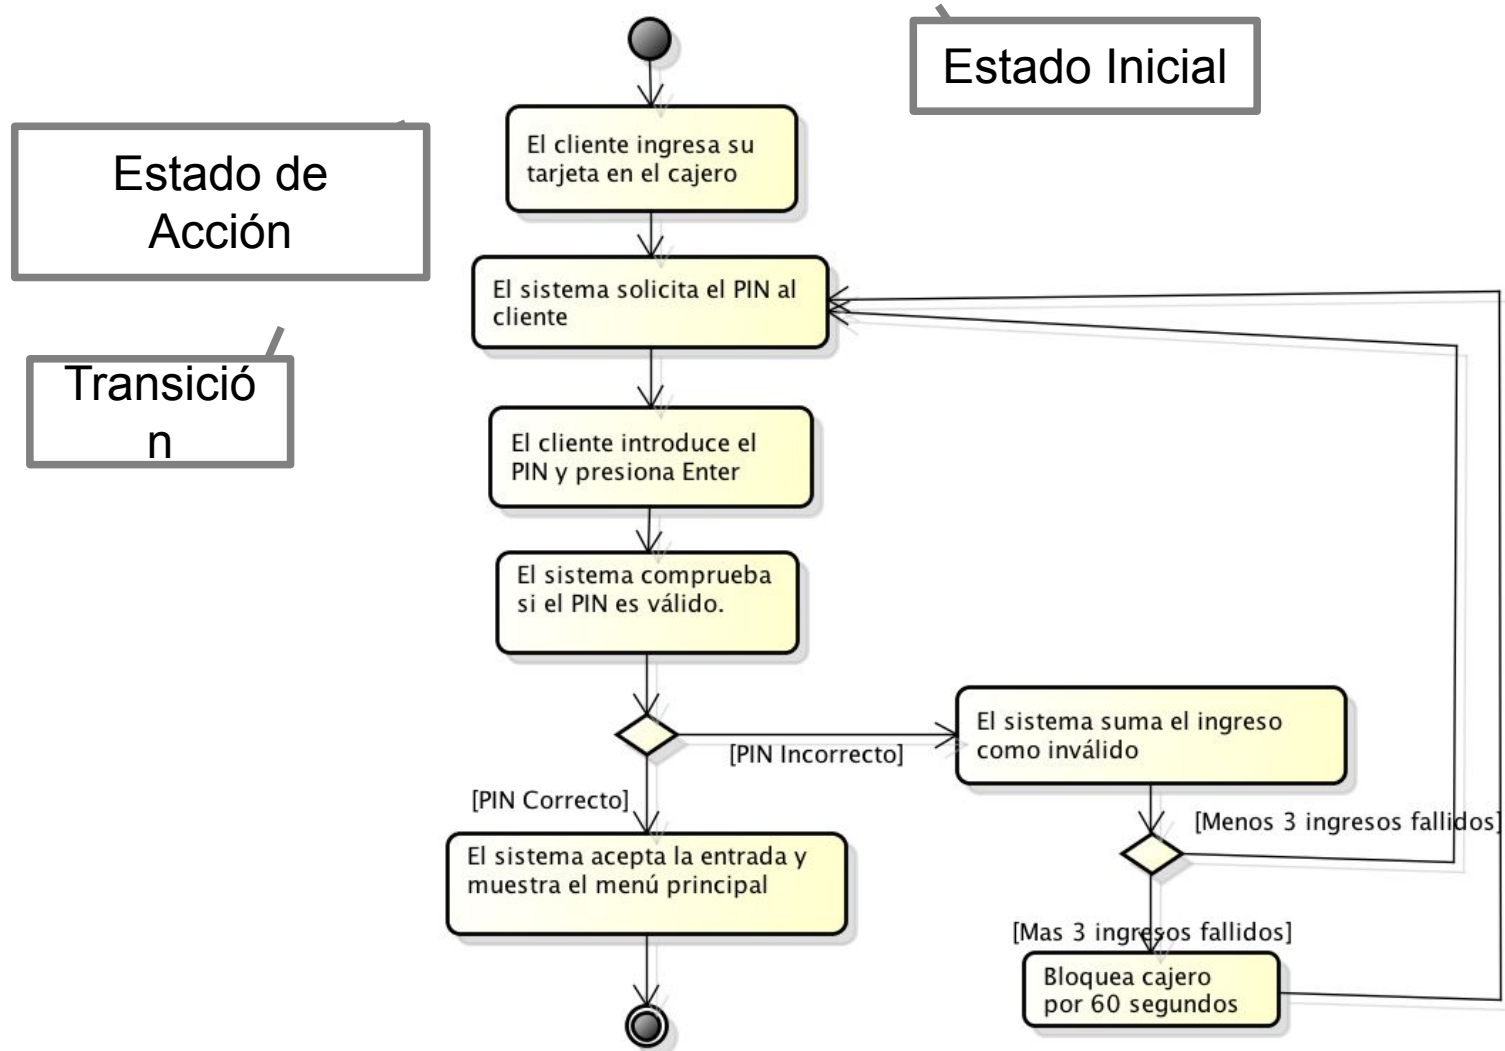 Estado Inicial
Estado de
Acción
Transició
n
El cliente ingresa su
tarjeta en el cajero
El sistema solicita el PIN al
cliente
El cliente introduce el
PIN y presiona Enter
El sistema comprueba
si el PIN es válido.
[PIN Incorrecto]
[PIN Correcto]
El sistema suma el ingreso
como inválido
[Menos 3 ingresos fallidos]
El sistema acepta la entrada y
muestra el menú principal
[Mas 3 ingresos fallidos]
Bloquea cajero
por 60 segundos